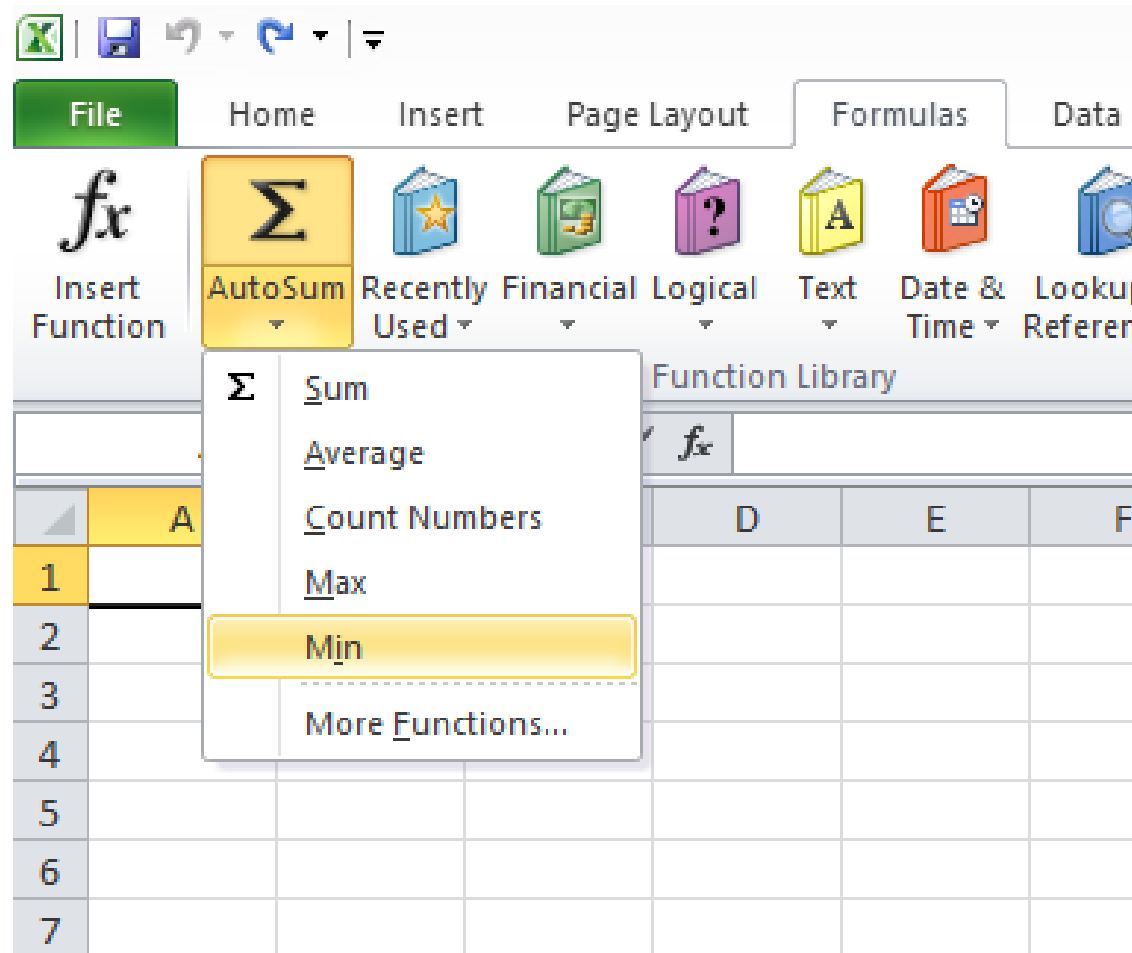 File Home Insert Page Layout Formulas Data
Insert Function
AutoSum
Recently Used
Financial
Logical
Text
Date & Time
Function Library
Σ Sum
Average
Count Numbers
Max
Min
More Functions...
fx
A D E F
1
2
3
4
5
6
7